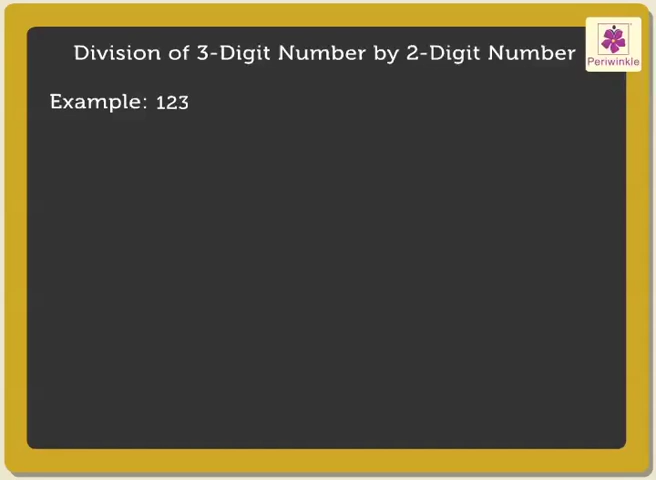 Division of 3-Digit Number by 2-Digit Number
Periwinkle
Example: 123